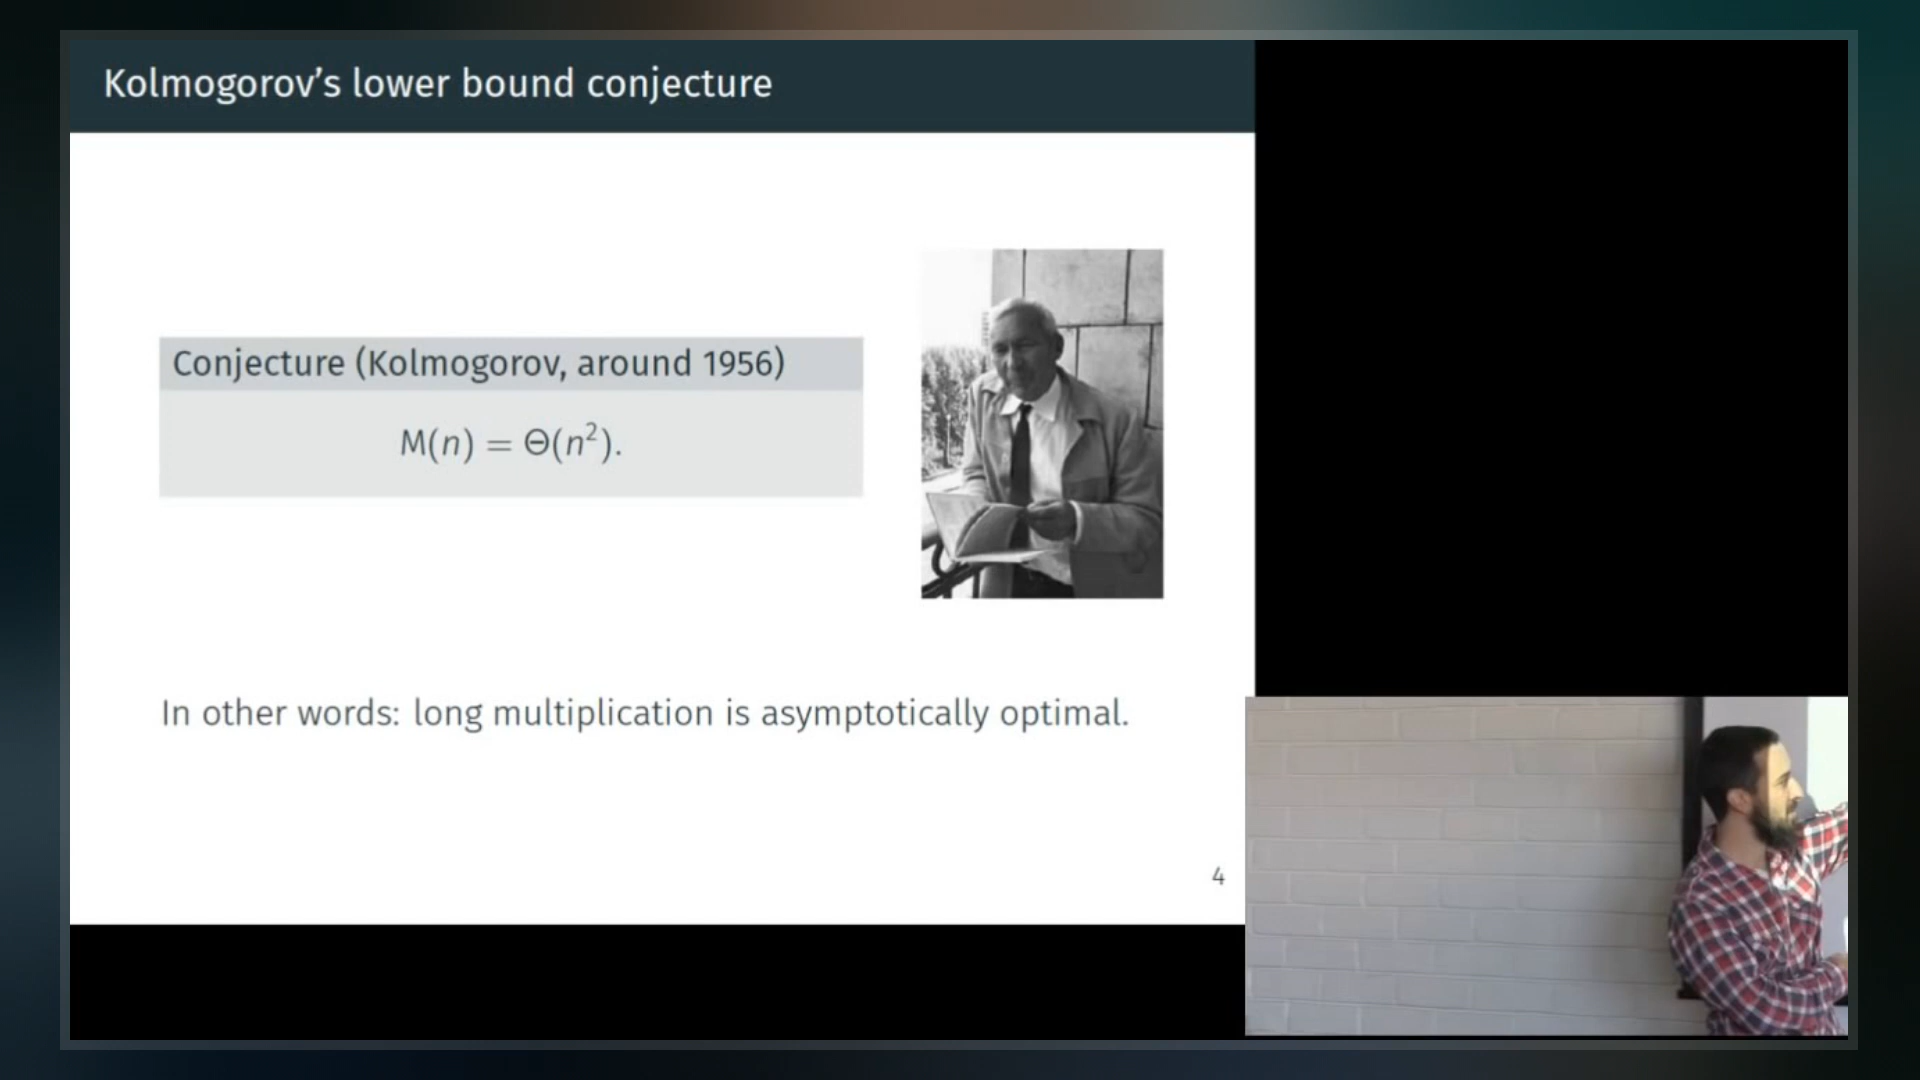 Kolmogorov's lower bound conjecture
Conjecture (Kolmogorov, around 1956)
M(n) = Θ(n²).
In other words: long multiplication is asymptotically optimal.
4